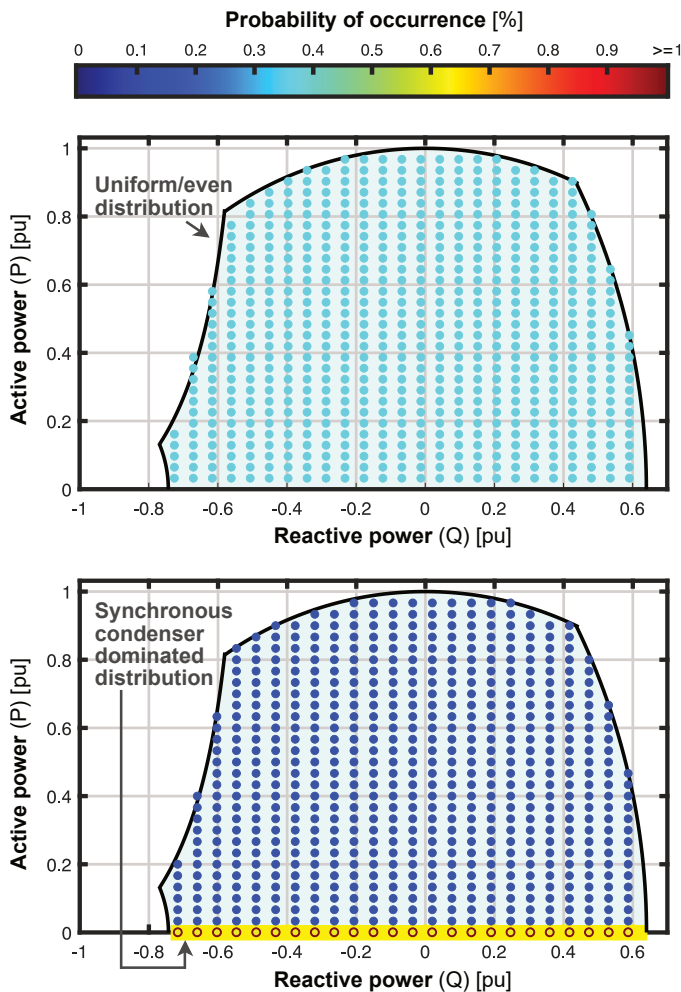 Probability of occurrence [%]
0 0.1 0.2 0.3 0.4 0.5 0.6 0.7 0.8 0.9 >=1
Uniform/even
distribution
1
0.8
0.6
0.4
0.2
0
Active power (P) [pu]
-1 -0.8 -0.6 -0.4 -0.2 0 0.2 0.4 0.6
Reactive power (Q) [pu]
Synchronous
condenser
dominated
distribution
1
0.8
0.6
0.4
0.2
0
Active power (P) [pu]
-1 -0.8 -0.6 -0.4 -0.2 0 0.2 0.4 0.6
Reactive power (Q) [pu]